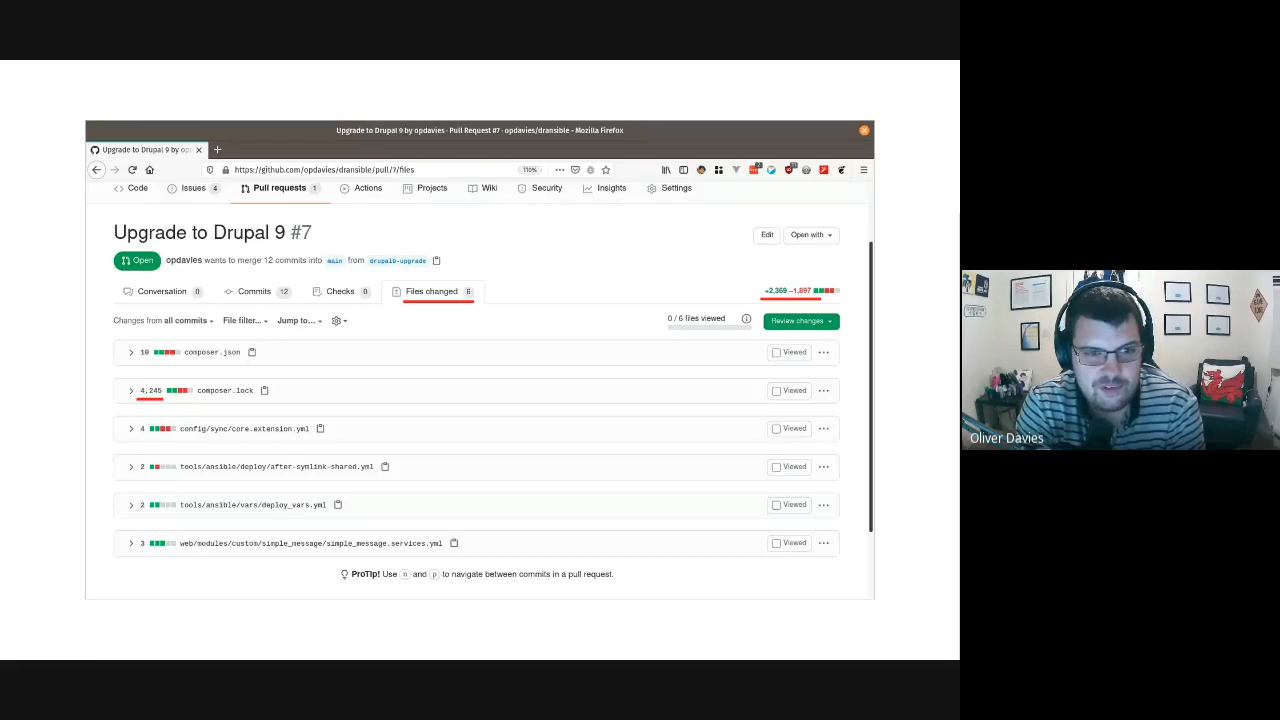 Upgrade to Drupal 9 by opdavies · Pull Request #7 · opdavies/dransible - Mozilla Firefox
Upgrade to Drupal 9 by op
https://github.com/opdavies/dransible/pull/7/files
110%
Code
Issues 4
Pull requests 1
Actions
Projects
Wiki
Security
Insights
Settings
Upgrade to Drupal 9 #7
Edit
Open with
Open
opdavies wants to merge 12 commits into main from drupal9-upgrade
Conversation 0
Commits 12
Checks 0
Files changed 6
+2,369 −1,897
Changes from all commits
File filter...
Jump to...
0 / 6 files viewed
Review changes
10 composer.json
Viewed
4,245 composer.lock
Viewed
4 config/sync/core.extension.yml
Viewed
2 tools/ansible/deploy/after-symlink-shared.yml
Viewed
2 tools/ansible/vars/deploy_vars.yml
Viewed
3 web/modules/custom/simple_message/simple_message.services.yml
Viewed
ProTip! Use n and p to navigate between commits in a pull request.
Oliver Davies